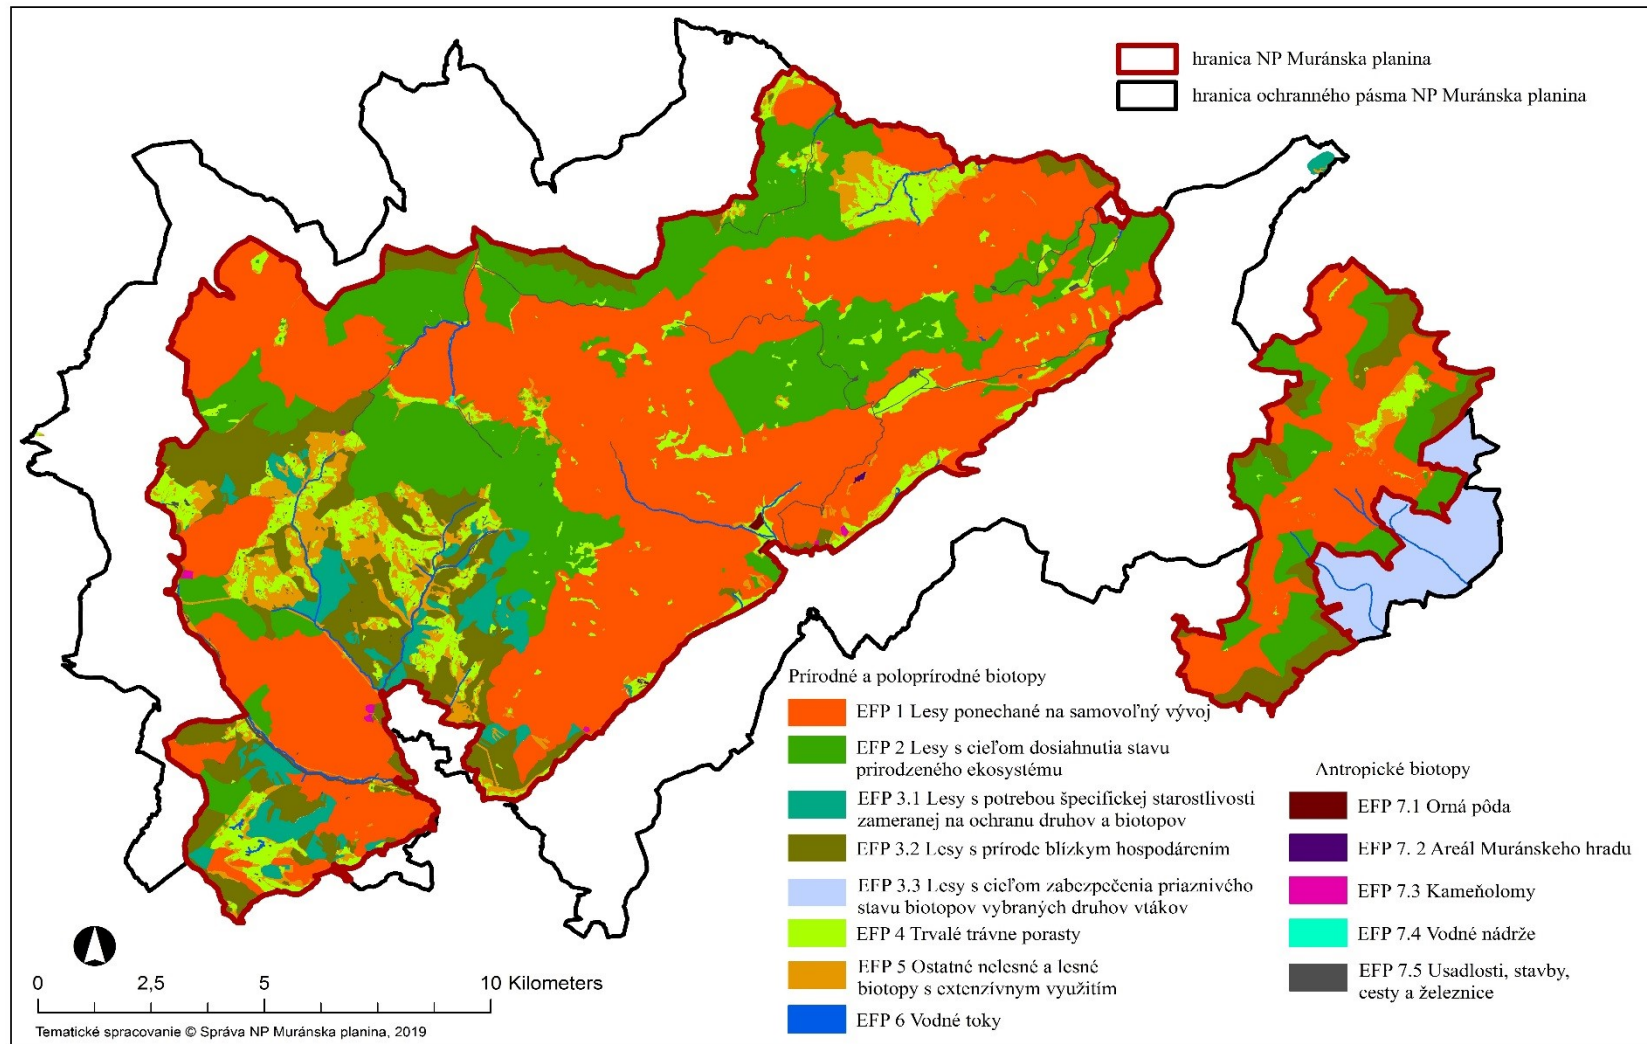 hranica NP Muránska planina
hranica ochranného pásma NP Muránska planina
Prírodné a poloprírodné biotopy
EFP 1 Lesy ponechané na samovoľný vývoj
EFP 2 Lesy s cieľom dosiahnutia stavu
prirodzeného ekosystému
EFP 3.1 Lesy s potrebou špecifickej starostlivosti
zameranej na ochranu druhov a biotopov
EFP 3.2 Lesy s prírode blízkym hospodárením
EFP 3.3 Lesy s cieľom zabezpečenia priaznivého
stavu biotopov vybraných druhov vtákov
EFP 4 Trvalé trávne porasty
EFP 5 Ostatné nelesné a lesné
biotopy s extenzívnym využitím
EFP 6 Vodné toky
Antropické biotopy
EFP 7.1 Orná pôda
EFP 7. 2 Areál Muránskeho hradu
EFP 7.3 Kameňolomy
EFP 7.4 Vodné nádrže
EFP 7.5 Usadlosti, stavby,
cesty a železnice
0 2,5 5 10 Kilometers
Tematické spracovanie © Správa NP Muránska planina, 2019